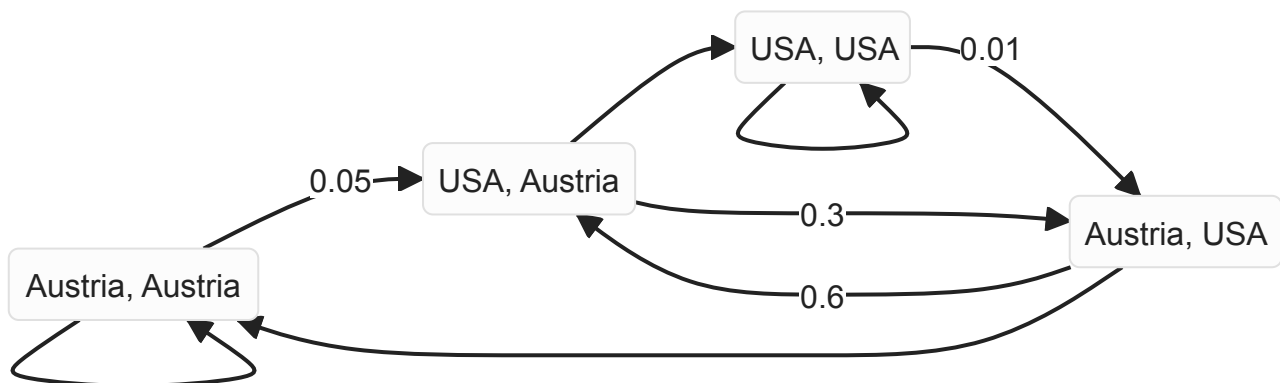 USA, USA
0.01
0.05
USA, Austria
0.3
Austria, USA
Austria, Austria
0.6